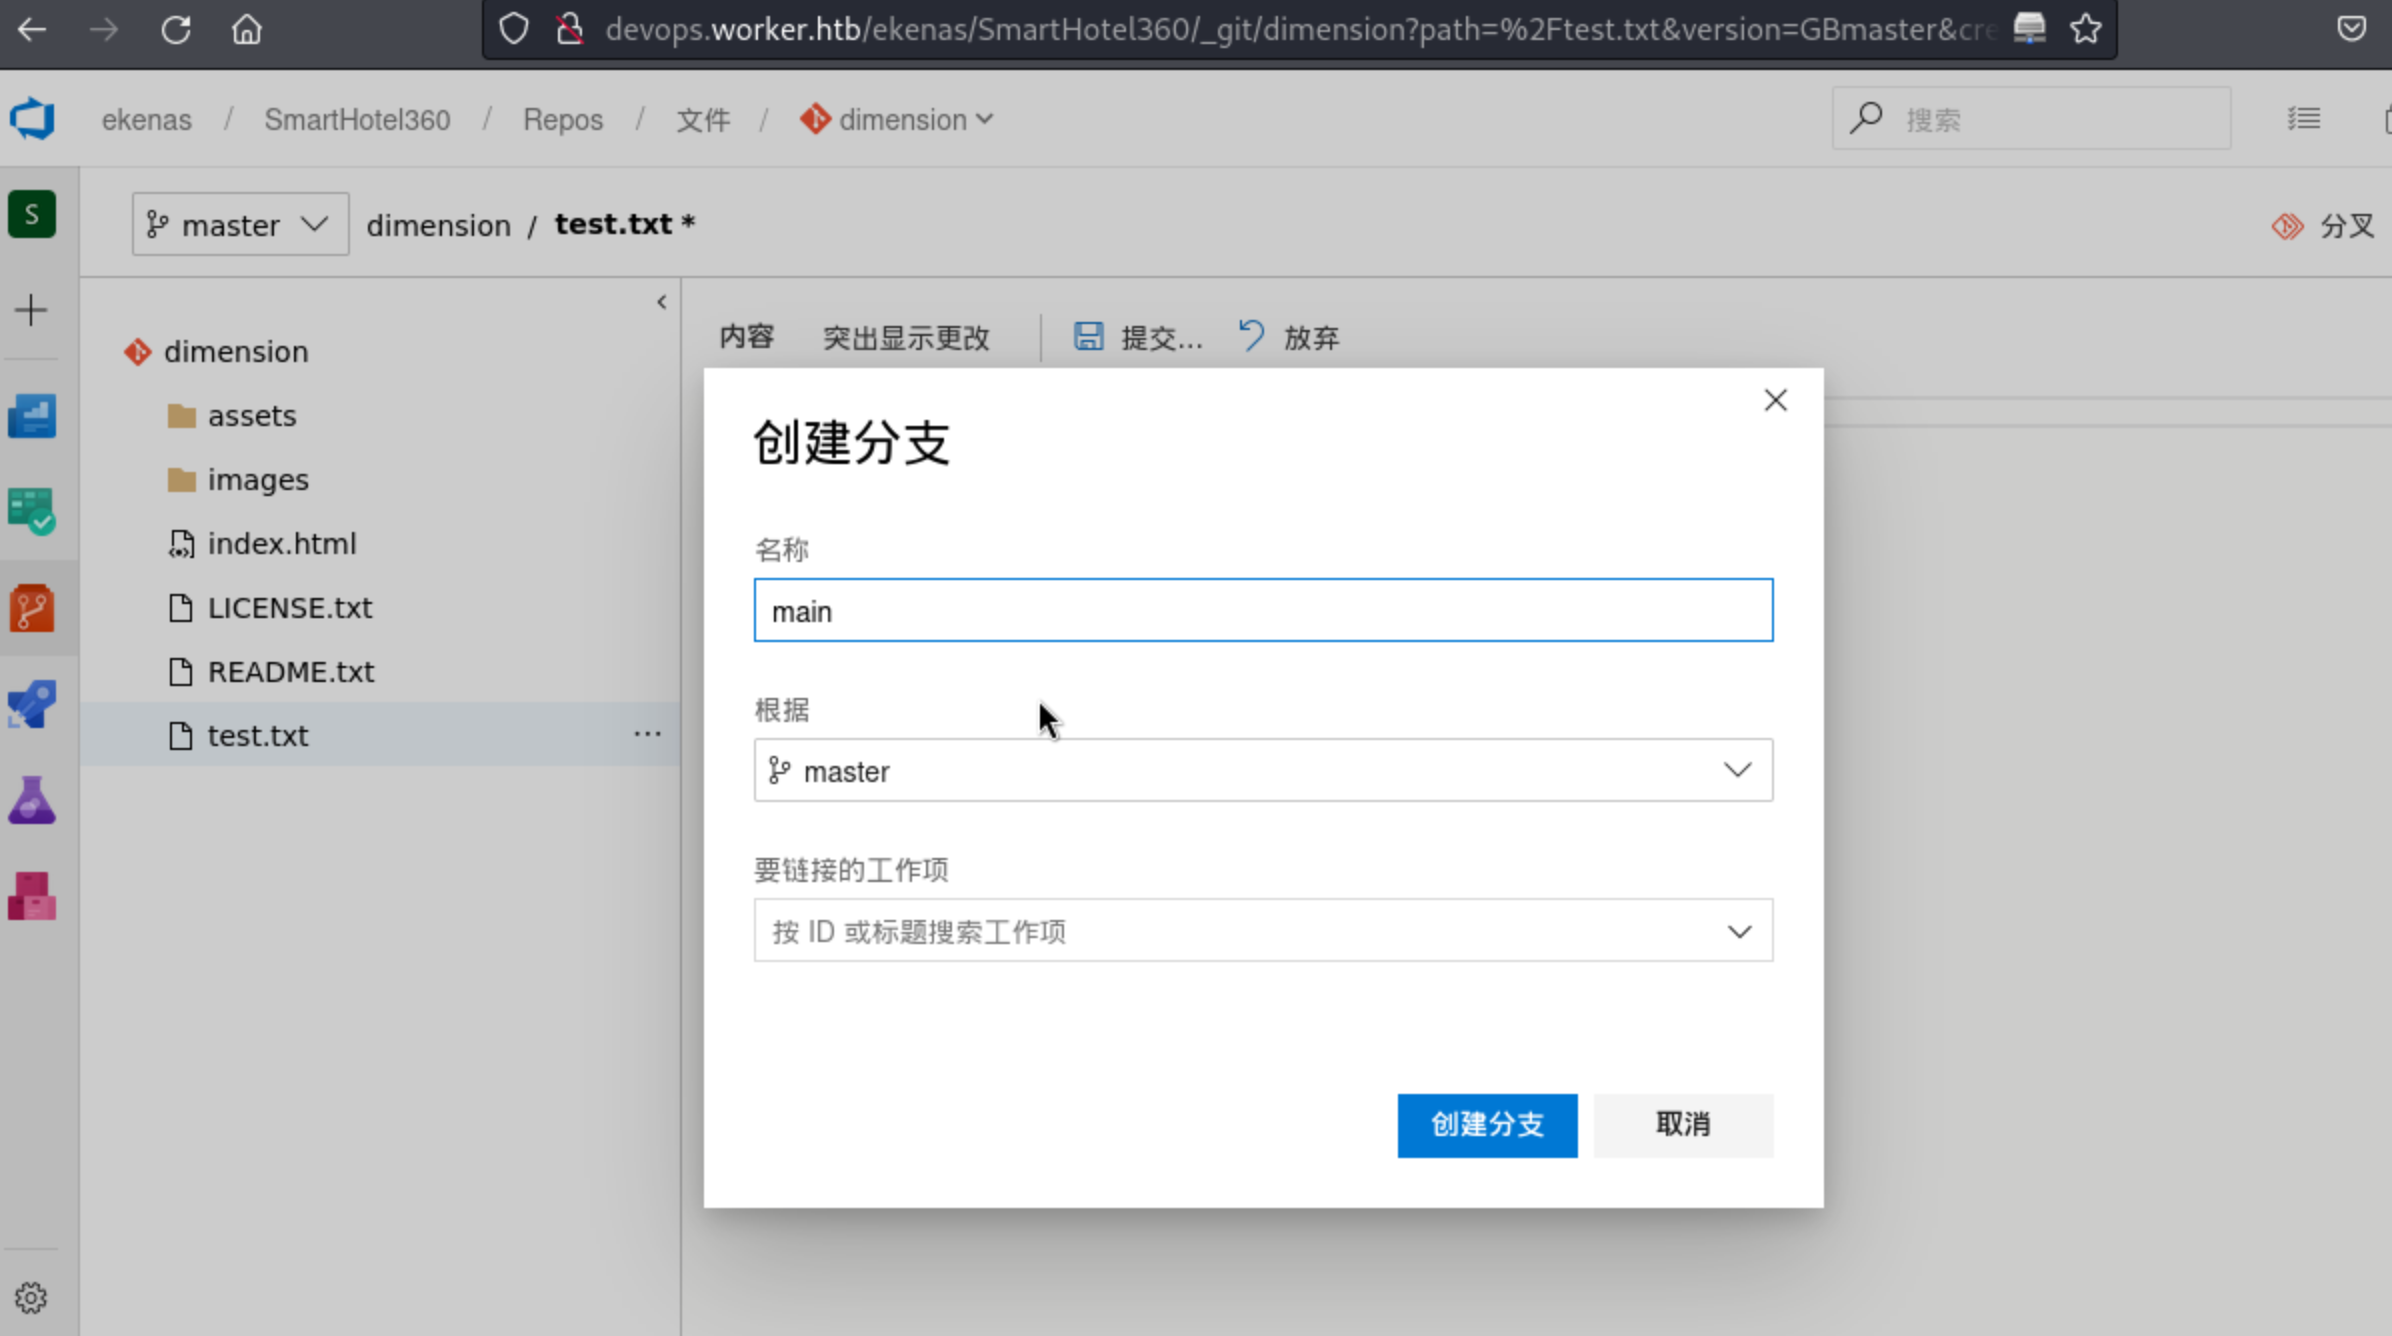 devops.worker.htb/ekenas/SmartHotel360/_git/dimension?path=%2Ftest.txt&version=GBmaster&cre
ekenas / SmartHotel360 / Repos / 文件 / dimension
搜索
S
master
dimension / test.txt *
分叉
dimension
assets
images
index.html
LICENSE.txt
README.txt
test.txt
...
内容
突出显示更改
提交...
放弃
创建分支
名称
main
根据
master
要链接的工作项
按 ID 或标题搜索工作项
创建分支
取消